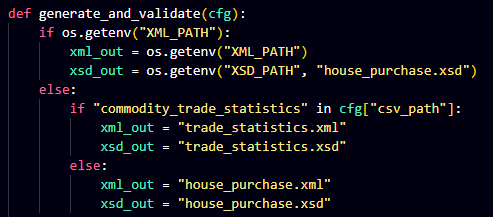 def generate_and_validate(cfg):
    if os.getenv("XML_PATH"):
        xml_out = os.getenv("XML_PATH")
        xsd_out = os.getenv("XSD_PATH", "house_purchase.xsd")
    else:
        if "commodity_trade_statistics" in cfg["csv_path"]:
            xml_out = "trade_statistics.xml"
            xsd_out = "trade_statistics.xsd"
        else:
            xml_out = "house_purchase.xml"
            xsd_out = "house_purchase.xsd"